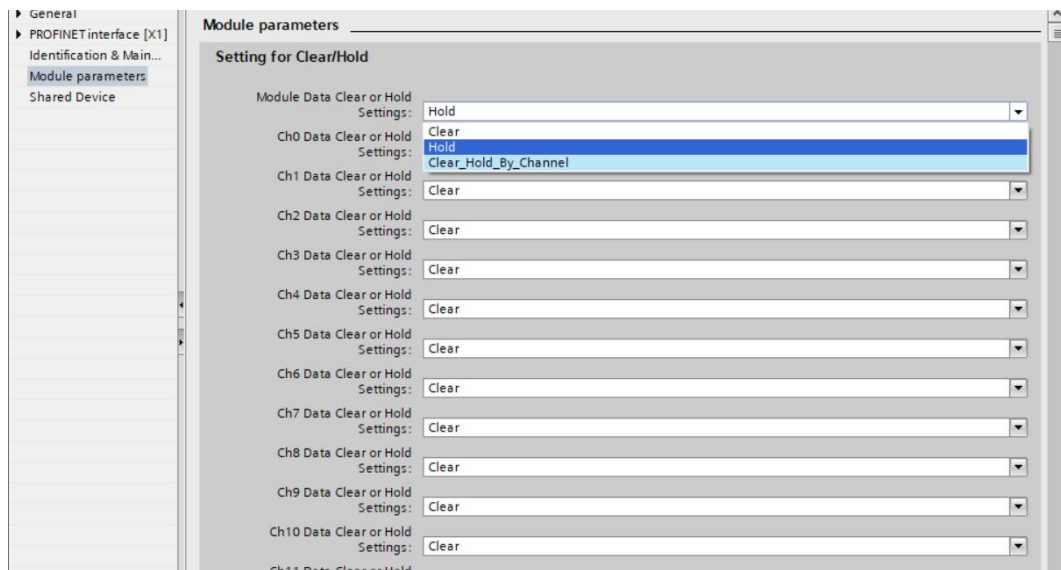 General
PROFINET interface [X1]
Identification & Main...
Module parameters
Shared Device
Module parameters
Setting for Clear/Hold
Module Data Clear or Hold
Settings: Hold
Clear
Hold
Clear_Hold_By_Channel
Ch0 Data Clear or Hold
Settings:
Ch1 Data Clear or Hold
Settings: Clear
Ch2 Data Clear or Hold
Settings: Clear
Ch3 Data Clear or Hold
Settings: Clear
Ch4 Data Clear or Hold
Settings: Clear
Ch5 Data Clear or Hold
Settings: Clear
Ch6 Data Clear or Hold
Settings: Clear
Ch7 Data Clear or Hold
Settings: Clear
Ch8 Data Clear or Hold
Settings: Clear
Ch9 Data Clear or Hold
Settings: Clear
Ch10 Data Clear or Hold
Settings: Clear
Ch11 Data Clear or Hold